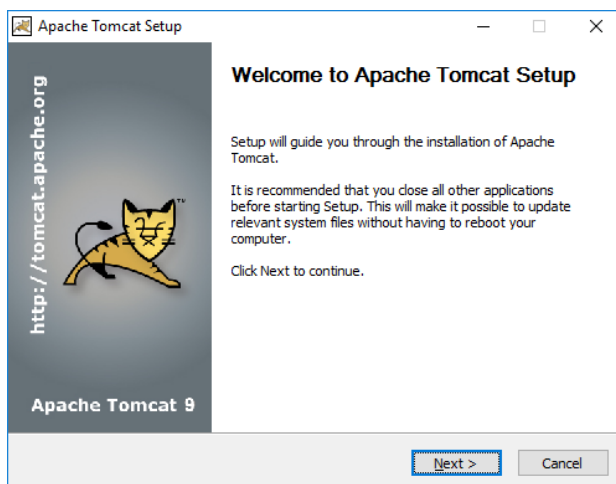 Apache Tomcat Setup
http://tomcat.apache.org
TM
Apache Tomcat 9
Welcome to Apache Tomcat Setup
Setup will guide you through the installation of Apache
Tomcat.
It is recommended that you close all other applications
before starting Setup. This will make it possible to update
relevant system files without having to reboot your
computer.
Click Next to continue.
Next >
Cancel